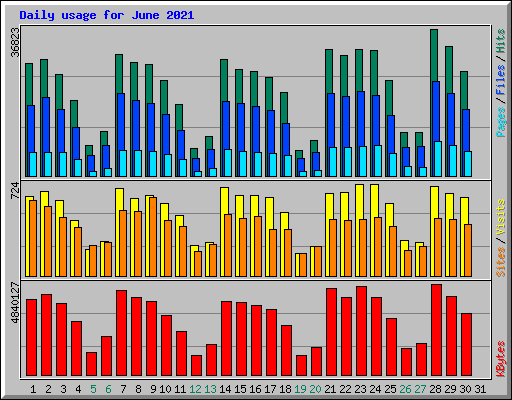 Daily usage for June 2021
36823
Pages / Files / Hits
724
Sites / Visits
4840127
KBytes
1 2 3 4 5 6 7 8 9 10 11 12 13 14 15 16 17 18 19 20 21 22 23 24 25 26 27 28 29 30 31